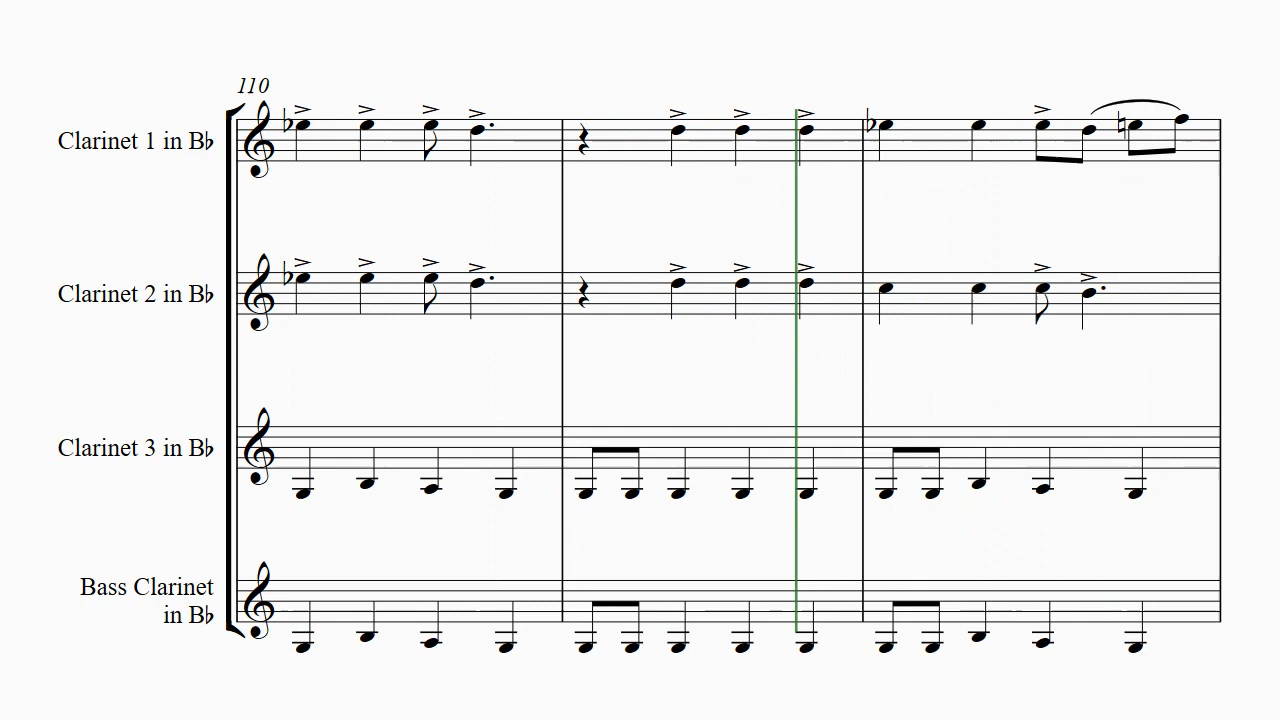 110
Clarinet 1 in B♭
Clarinet 2 in B♭
Clarinet 3 in B♭
Bass Clarinet
in B♭